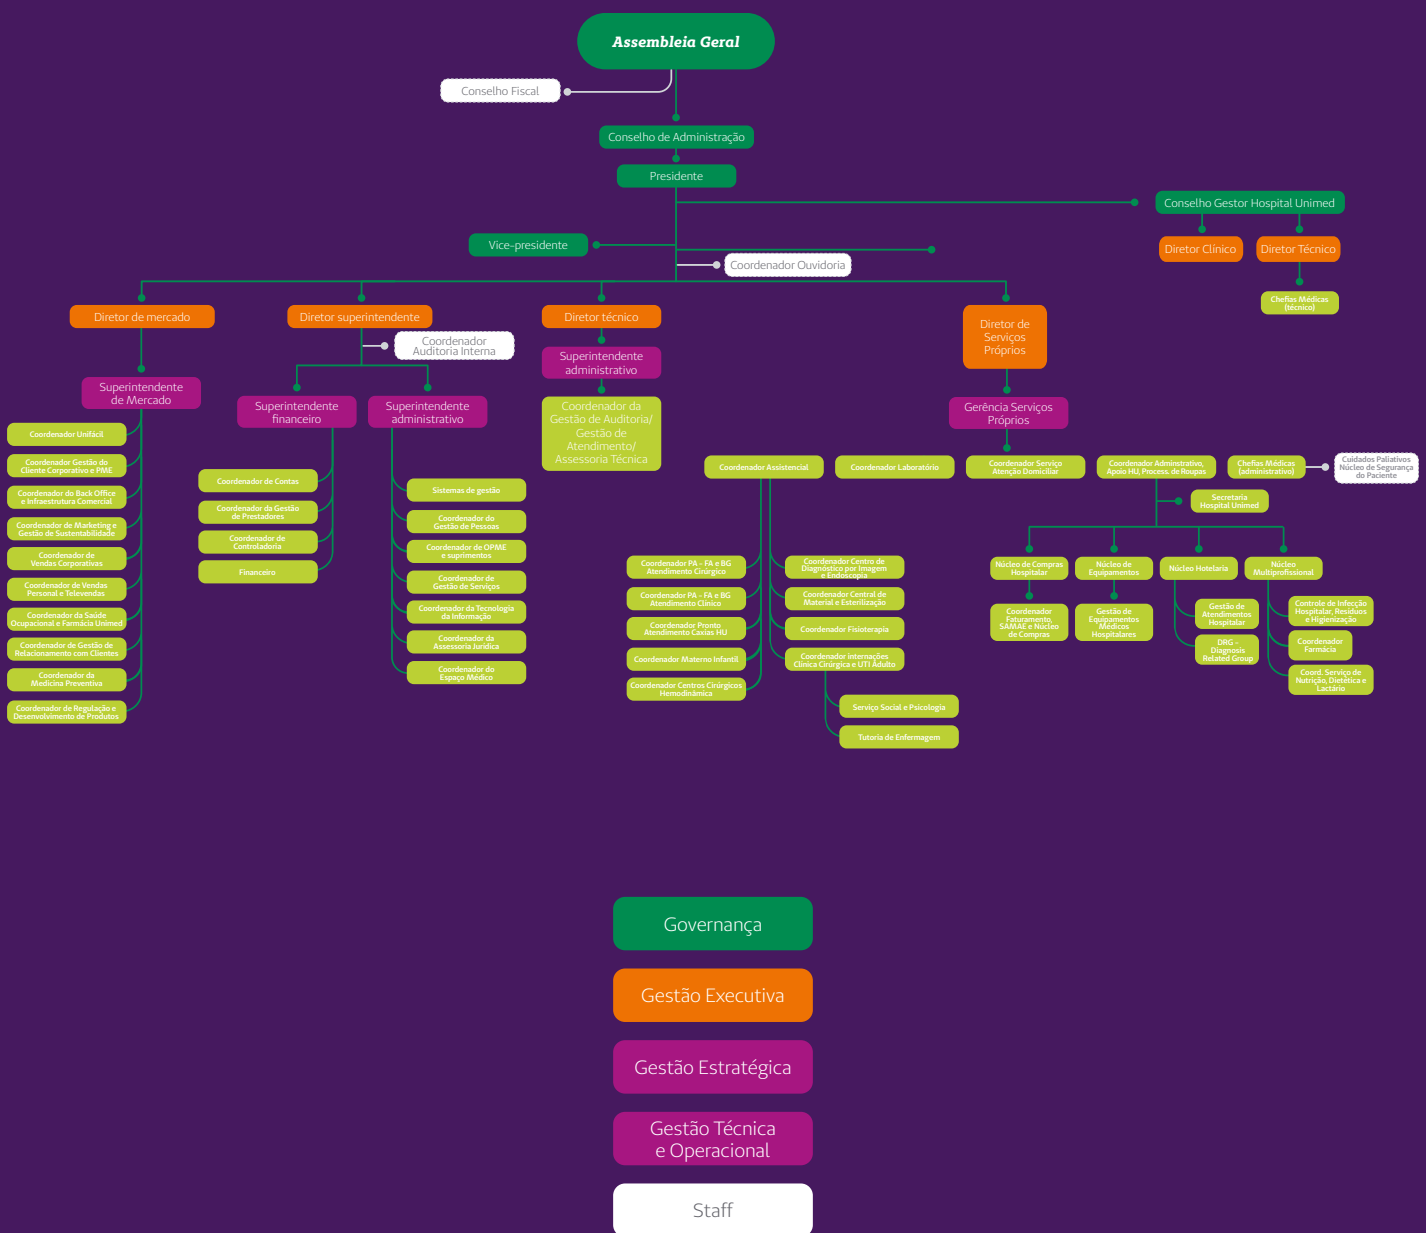 Assembleia Geral
Conselho Fiscal
Conselho de Administração
Presidente
Conselho Gestor Hospital Unimed
Vice-presidente
Diretor Clínico
Diretor Técnico
Coordenador Ouvidoria
Chefias Médicas
(técnico)
Diretor de mercado
Diretor superintendente
Diretor técnico
Diretor de
Serviços
Próprios
Coordenador
Auditoria Interna
Superintendente
de Mercado
Superintendente
financeiro
Superintendente
administrativo
Superintendente
administrativo
Gerência Serviços
Próprios
Coordenador da
Gestão de Auditoria/
Gestão de
Atendimento/
Assessoria Técnica
Coordenador Unifácil
Coordenador Gestão do
Cliente Corporativo e PME
Coordenador do Back Office
e Infraestrutura Comercial
Coordenador de Marketing e
Gestão de Sustentabilidade
Coordenador de
Vendas Corporativas
Coordenador de Vendas
Personal e Televendas
Coordenador da Saúde
Ocupacional e Farmácia Unimed
Coordenador de Gestão de
Relacionamento com Clientes
Coordenador da
Medicina Preventiva
Coordenador de Regulação e
Desenvolvimento de Produtos
Coordenador de Contas
Coordenador da Gestão
de Prestadores
Coordenador de
Controladoria
Financeiro
Sistemas de gestão
Coordenador do
Gestão de Pessoas
Coordenador de OPME
e suprimentos
Coordenador de
Gestão de Serviços
Coordenador da Tecnologia
da Informação
Coordenador da
Assessoria Jurídica
Coordenador do
Espaço Médico
Coordenador Assistencial
Coordenador Laboratório
Coordenador Serviço
Atenção Domiciliar
Coordenador Adminstrativo,
Apoio HU, Process. de Roupas
Chefias Médicas
(administrativo)
Cuidados Paliativos
Núcleo de Segurança
do Paciente
Secretaria
Hospital Unimed
Coordenador PA - FA e BG
Atendimento Cirúrgico
Coordenador PA - FA e BG
Atendimento Clínico
Coordenador Pronto
Atendimento Caxias HU
Coordenador Materno Infantil
Coordenador Centros Cirúrgicos
Hemodinâmica
Coordenador Centro de
Diagnóstico por Imagem
e Endoscopia
Coordenador Central de
Material e Esterilização
Coordenador Fisioterapia
Coordenador internações
Clínica Cirúrgica e UTI Adulto
Serviço Social e Psicologia
Tutoria de Enfermagem
Núcleo de Compras
Hospitalar
Núcleo de
Equipamentos
Núcleo Hotelaria
Núcleo
Multiprofissional
Coordenador
Faturamento,
SAMAE e Núcleo
de Compras
Gestão de
Equipamentos
Médicos
Hospitalares
Gestão de
Atendimentos
Hospitalar
DRG -
Diagnosis
Related Group
Controle de Infecção
Hospitalar, Resíduos
e Higienização
Coordenador
Farmácia
Coord. Serviço de
Nutrição, Dietética e
Lactário
Governança
Gestão Executiva
Gestão Estratégica
Gestão Técnica
e Operacional
Staff